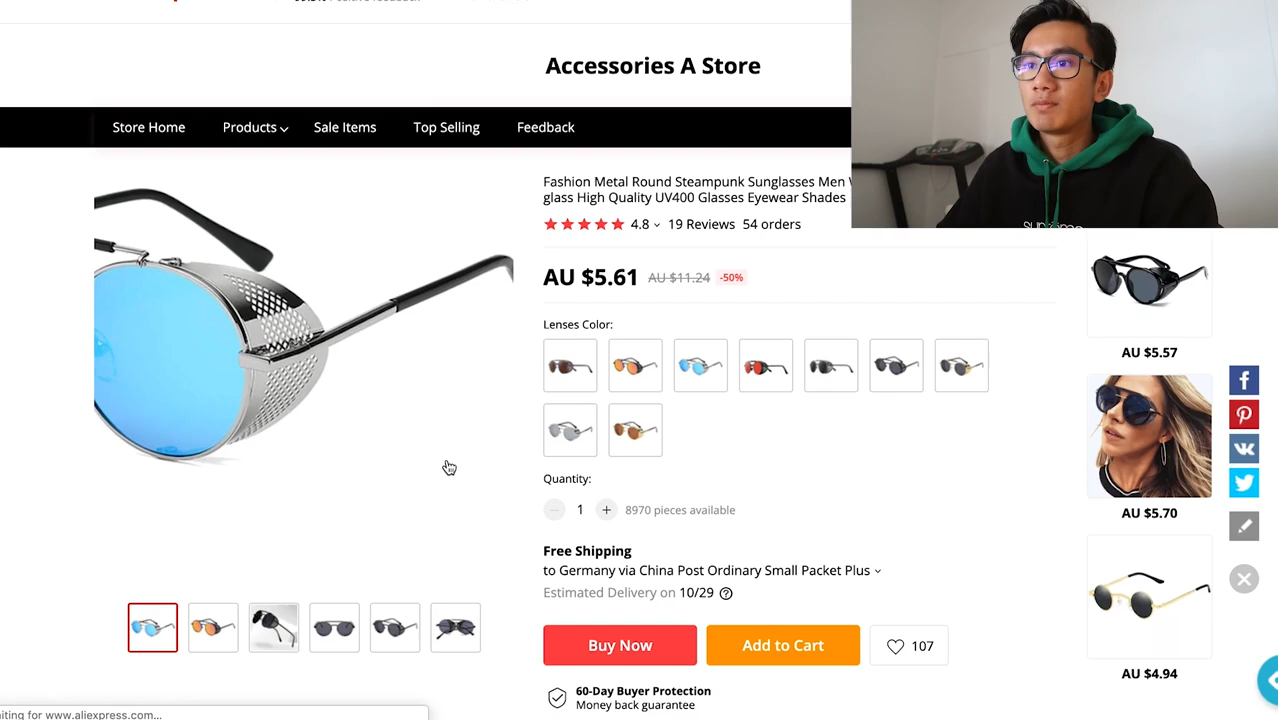 Accessories A Store
Store Home Products Sale Items Top Selling Feedback
Fashion Metal Round Steampunk Sunglasses Men
glass High Quality UV400 Glasses Eyewear Shades
4.8 19 Reviews 54 orders
AU $5.61 AU $11.24 -50%
Lenses Color:
Quantity:
1 8970 pieces available
Free Shipping
to Germany via China Post Ordinary Small Packet Plus
Estimated Delivery on 10/29
Buy Now Add to Cart 107
60-Day Buyer Protection
Money back guarantee
AU $5.57
AU $5.70
AU $4.94
iting for www.aliexpress.com...